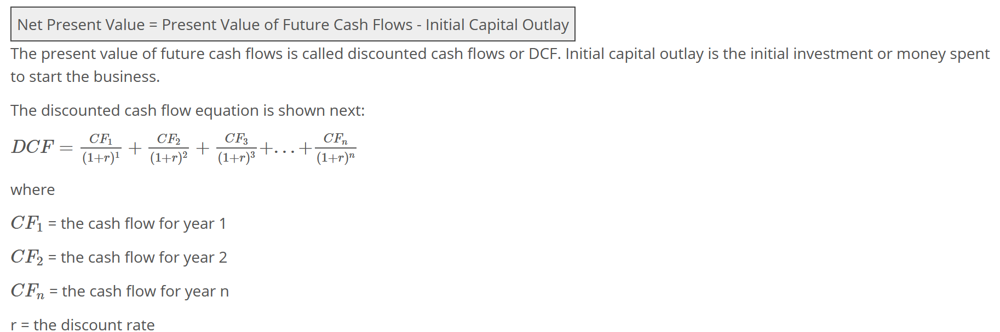 Net Present Value = Present Value of Future Cash Flows - Initial Capital Outlay
The present value of future cash flows is called discounted cash flows or DCF. Initial capital outlay is the initial investment or money spent
to start the business.
The discounted cash flow equation is shown next:
$DCF = \frac{CF_1}{(1+r)^1} + \frac{CF_2}{(1+r)^2} + \frac{CF_3}{(1+r)^3} + \ldots + \frac{CF_n}{(1+r)^n}$
where
$CF_1$ = the cash flow for year 1
$CF_2$ = the cash flow for year 2
$CF_n$ = the cash flow for year n
r = the discount rate